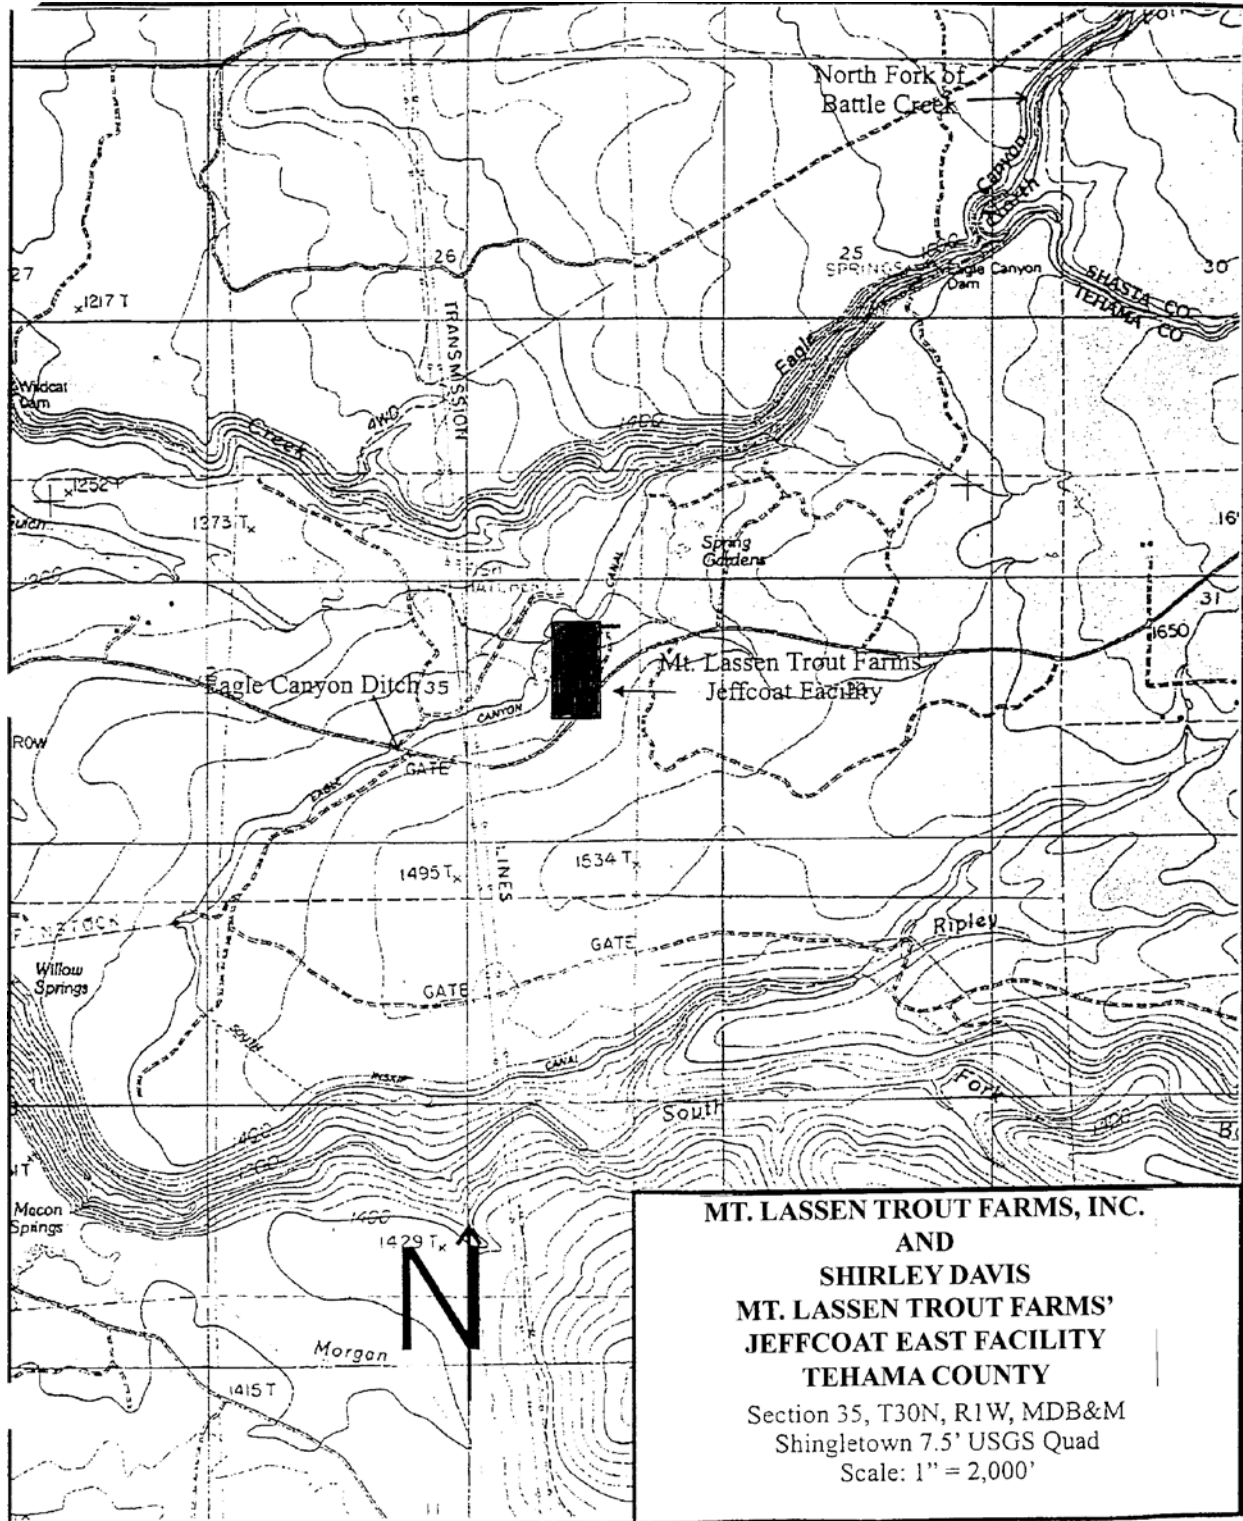 North Fork of
Battle Creek
Canyon
North
25
SPRINGS
Eagle Canyon
Dam
30
SHASTA CO
TEHAMA CO
26
27
1217 T
TRANSMISSION
Eagle
Wildcat
Dam
Creek
4WD
1400
1252 T
1373 T
Spring
Gardens
CANAL
31
1650
Mt. Lassen Trout Farms
Jeffcoat Facility
Eagle Canyon Ditch
35
CANYON
EAGLE
GATE
ROW
1495 T
LINES
1534 T
Ripley
GATE
GATE
Willow
Springs
SOUTH
INSKIP
CANAL
South
Fork
1400
1400
1429 T
Macon
Springs
N
Morgan
1415 T
11
MT. LASSEN TROUT FARMS, INC.
AND
SHIRLEY DAVIS
MT. LASSEN TROUT FARMS'
JEFFCOAT EAST FACILITY
TEHAMA COUNTY
Section 35, T30N, R1W, MDB&M
Shingletown 7.5' USGS Quad
Scale: 1" = 2,000'